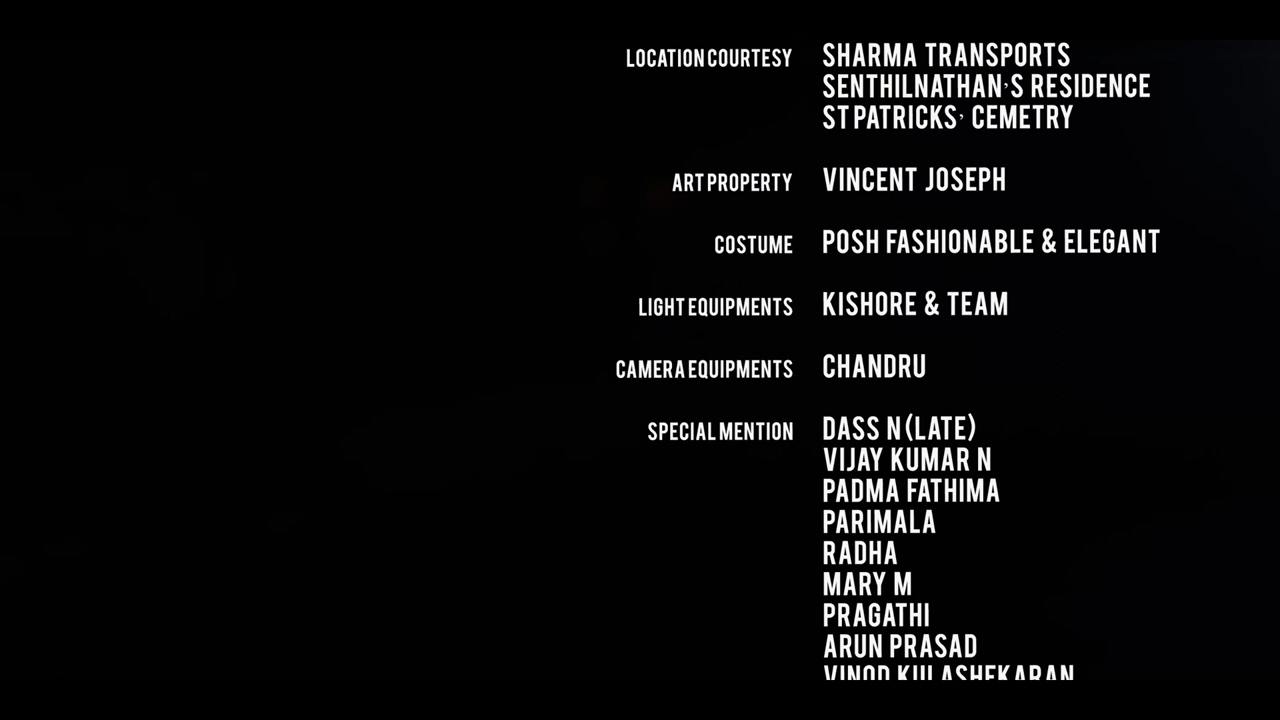 LOCATION COURTESY SHARMA TRANSPORTS
SENTHILNATHAN'S RESIDENCE
ST PATRICKS' CEMETRY
ART PROPERTY VINCENT JOSEPH
COSTUME POSH FASHIONABLE & ELEGANT
LIGHT EQUIPMENTS KISHORE & TEAM
CAMERA EQUIPMENTS CHANDRU
SPECIAL MENTION DASS N (LATE)
VIJAY KUMAR N
PADMA FATHIMA
PARIMALA
RADHA
MARY M
PRAGATHI
ARUN PRASAD
VINOD KULASHEKARAN